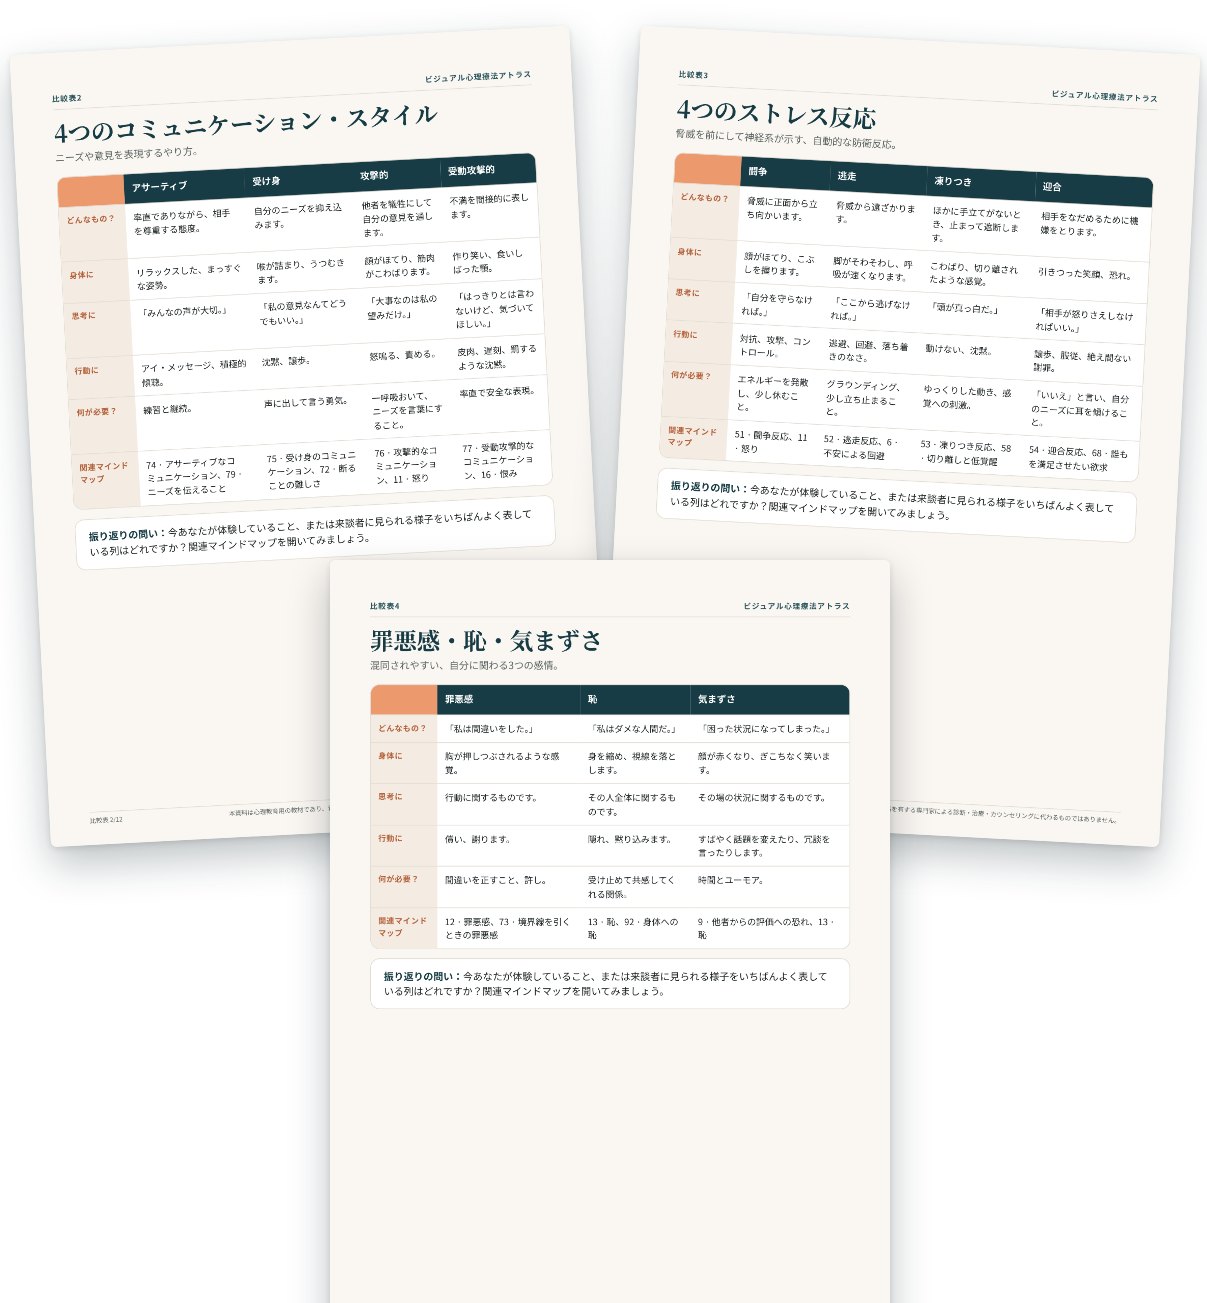 比較表2
ビジュアル心理療法アトラス
4つのコミュニケーション・スタイル
ニーズや意見を表現するやり方。
アサーティブ 受け身 攻撃的 受動攻撃的
どんなもの？
率直でありながら、相手
を尊重する態度。
自分のニーズを抑え込
みます。
他者を犠牲にして
自分の意見を通し
ます。
不満を間接的に表し
ます。
身体に
リラックスした、まっすぐ
な姿勢。
喉が詰まり、うつむき
ます。
顔がほてり、筋肉
がこわばります。
作り笑い、食いし
ばった顎。
思考に
「みんなの声が大切。」
「私の意見なんてどう
でもいい。」
「大事なのは私の
望みだけ。」
「はっきりとは言わ
ないけど、気づいて
ほしい。」
行動に
アイ・メッセージ、積極的
傾聴。
沈黙、譲歩。
怒鳴る、責める。
皮肉、遅刻、罰する
ような沈黙。
何が必要？
練習と継続。
声に出して言う勇気。
一呼吸おいて、
ニーズを言葉にす
ること。
率直で安全な表現。
関連マインド
マップ
74 · アサーティブなコ
ミュニケーション、79 ·
ニーズを伝えること
75 · 受け身のコミュニ
ケーション、72 · 断る
ことの難しさ
76 · 攻撃的なコ
ミュニケーショ
ン、11 · 怒り
77 · 受動攻撃的な
コミュニケーショ
ン、16 · 恨み
振り返りの問い：今あなたが体験していること、または来談者に見られる様子をいちばんよく表して
いる列はどれですか？関連マインドマップを開いてみましょう。
比較表 2/12
本資料は心理教育用の教材であり、
比較表3
ビジュアル心理療法アトラス
4つのストレス反応
脅威を前にして神経系が示す、自動的な防衛反応。
闘争 逃走 凍りつき 迎合
どんなもの？
脅威に正面から立
ち向かいます。
脅威から遠ざかりま
す。
ほかに手立てがないと
き、止まって遮断しま
す。
相手をなだめるために機
嫌をとります。
身体に
顔がほてり、こぶ
しを握ります。
脚がそわそわし、呼
吸が速くなります。
こわばり、切り離され
たような感覚。
引きつった笑顔、恐れ。
思考に
「自分を守らなけ
れば。」
「ここから逃げなけ
れば。」
「頭が真っ白だ。」
「相手が怒りさえしなけ
ればいい。」
行動に
対抗、攻撃、コン
トロール。
逃避、回避、落ち着
きのなさ。
動けない、沈黙。
譲歩、服従、絶え間ない
謝罪。
何が必要？
エネルギーを発散
し、少し休むこ
と。
グラウンディング、
少し立ち止まるこ
と。
ゆっくりした動き、感
覚への刺激。
「いいえ」と言い、自分
のニーズに耳を傾けるこ
と。
関連マインド
マップ
51 · 闘争反応、11
· 怒り
52 · 逃走反応、6 ·
不安による回避
53 · 凍りつき反応、58
· 切り離しと低覚醒
54 · 迎合反応、68 · 誰も
を満足させたい欲求
振り返りの問い：今あなたが体験していること、または来談者に見られる様子をいちばんよく表して
いる列はどれですか？関連マインドマップを開いてみましょう。
を有する専門家による診断・治療・カウンセリングに代わるものではありません。
比較表4
ビジュアル心理療法アトラス
罪悪感・恥・気まずさ
混同されやすい、自分に関わる3つの感情。
罪悪感 恥 気まずさ
どんなもの？
「私は間違いをした。」
「私はダメな人間だ。」
「困った状況になってしまった。」
身体に
胸が押しつぶされるような感
覚。
身を縮め、視線を落と
します。
顔が赤くなり、ぎこちなく笑いま
す。
思考に
行動に関するものです。
その人全体に関するも
のです。
その場の状況に関するものです。
行動に
償い、謝ります。
隠れ、黙り込みます。
すばやく話題を変えたり、冗談を
言ったりします。
何が必要？
間違いを正すこと、許し。
受け止めて共感してく
れる関係。
時間とユーモア。
関連マインド
マップ
12 · 罪悪感、73 · 境界線を引く
ときの罪悪感
13 · 恥、92 · 身体への
恥
9 · 他者からの評価への恐れ、13 ·
恥
振り返りの問い：今あなたが体験していること、または来談者に見られる様子をいちばんよく表して
いる列はどれですか？関連マインドマップを開いてみましょう。